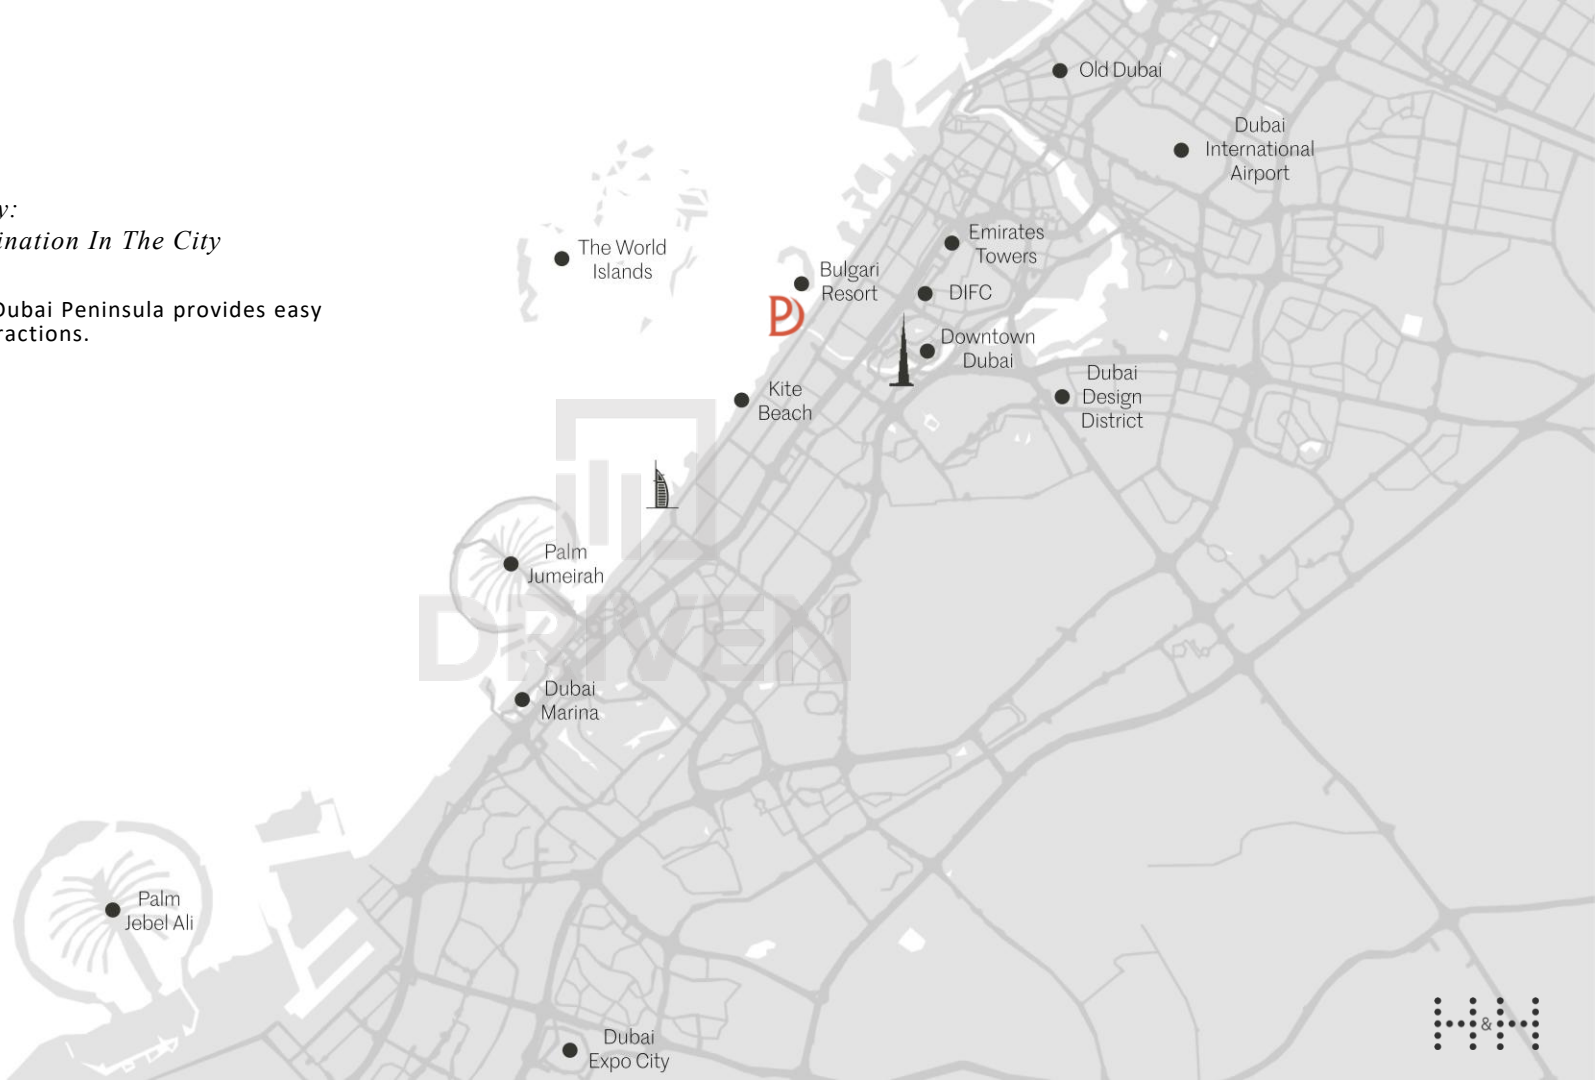 y:
ination In The City
Dubai Peninsula provides easy
ractions.
Old Dubai
Dubai
International
Airport
The World
Islands
Emirates
Towers
Bulgari
Resort
DIFC
PD
Downtown
Dubai
Dubai
Design
District
Kite
Beach
Palm
Jumeirah
DRIVEN
Dubai
Marina
Palm
Jebel Ali
Dubai
Expo City
H&H